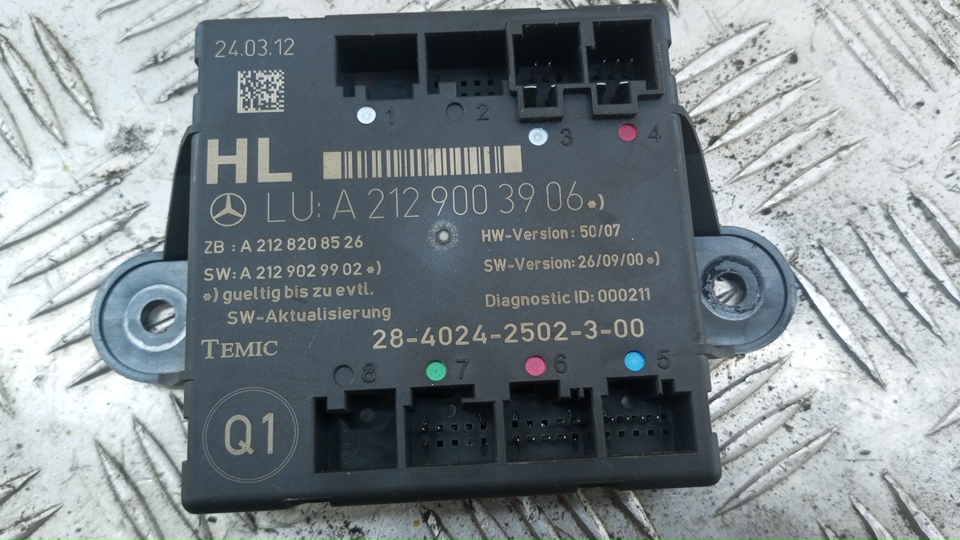 24.03.12
1 2 3 4
HL
LU: A 212 900 39 06 *)
ZB : A 212 820 85 26
HW-Version: 50/07
SW: A 212 902 99 02 *)
SW-Version: 26/09/00 *)
*) gueltig bis zu evtl.
SW-Aktualisierung
Diagnostic ID: 000211
TEMIC
28-4024-2502-3-00
8 7 6 5
Q1